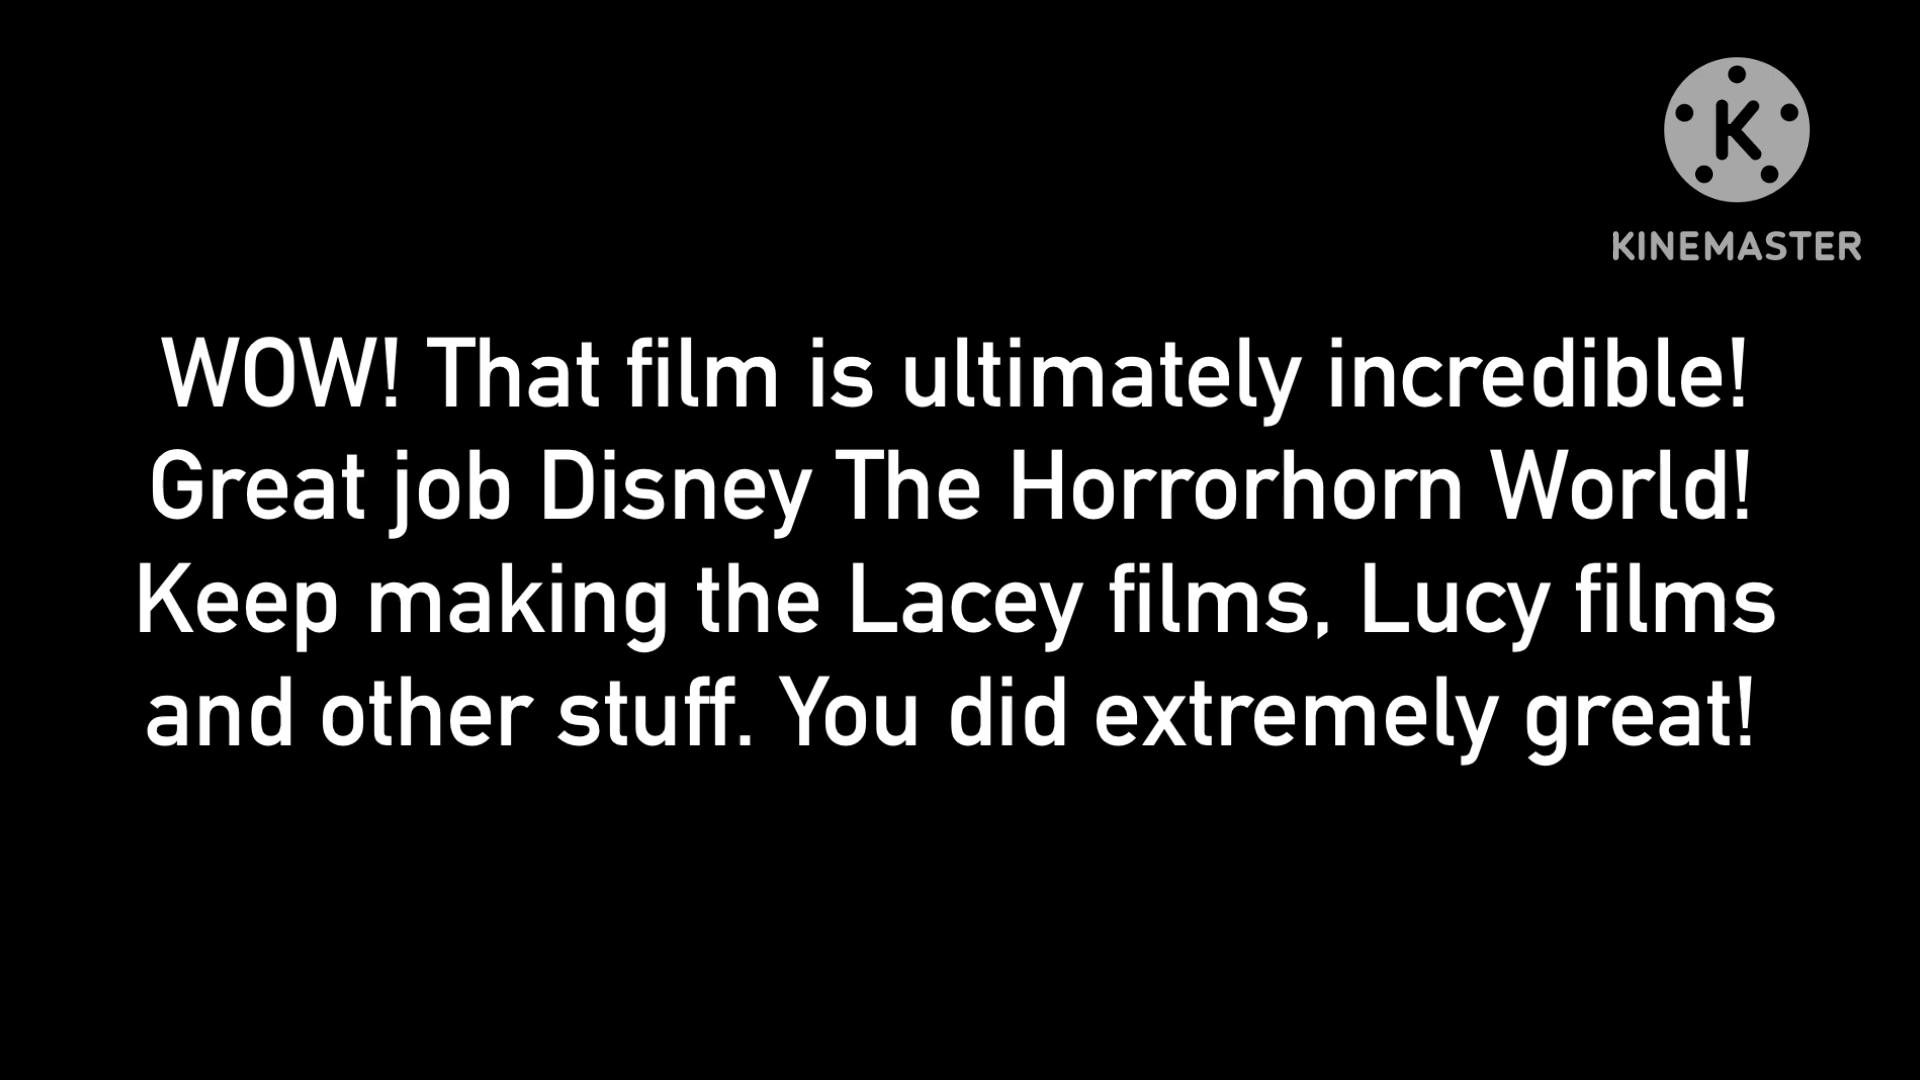 K
KINEMASTER
WOW! That film is ultimately incredible!
Great job Disney The Horrorhorn World!
Keep making the Lacey films, Lucy films
and other stuff. You did extremely great!